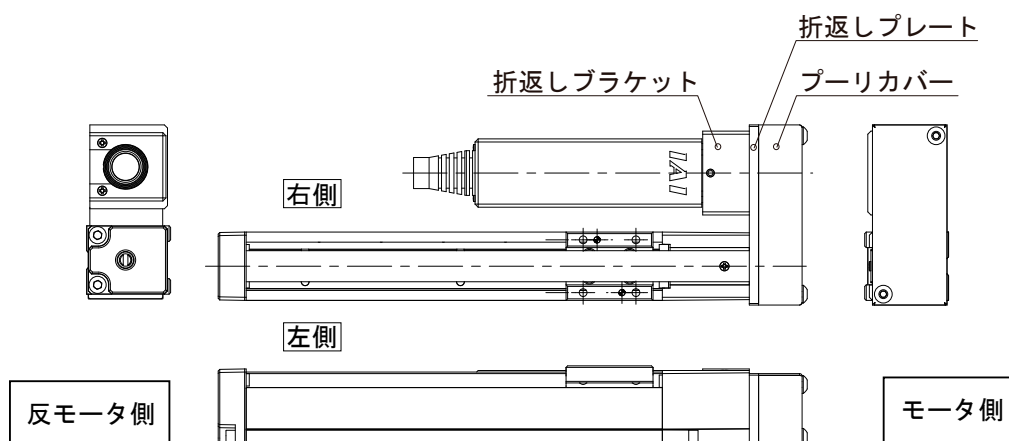 折返しプレート
折返しブラケット
プーリカバー
IAI
右側
左側
反モータ側
モータ側